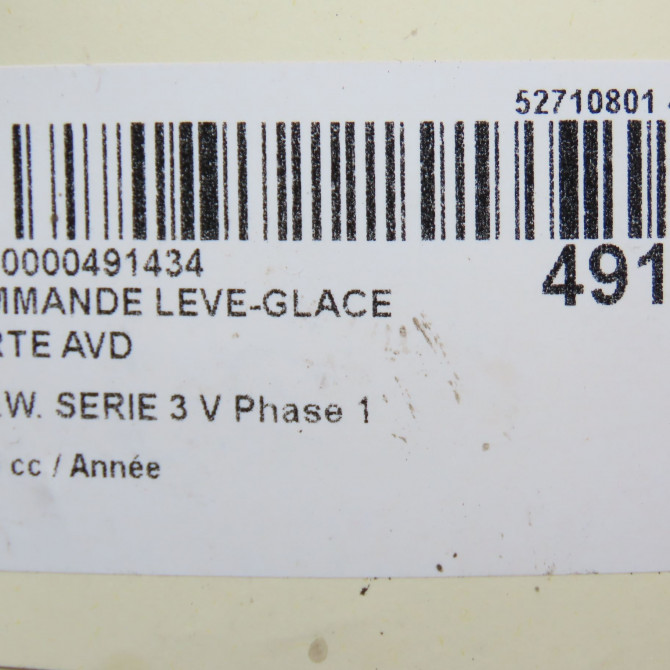 52710801
0000491434
491
MMANDE LEVE-GLACE
RTE AVD
.W. SERIE 3 V Phase 1
cc / Année